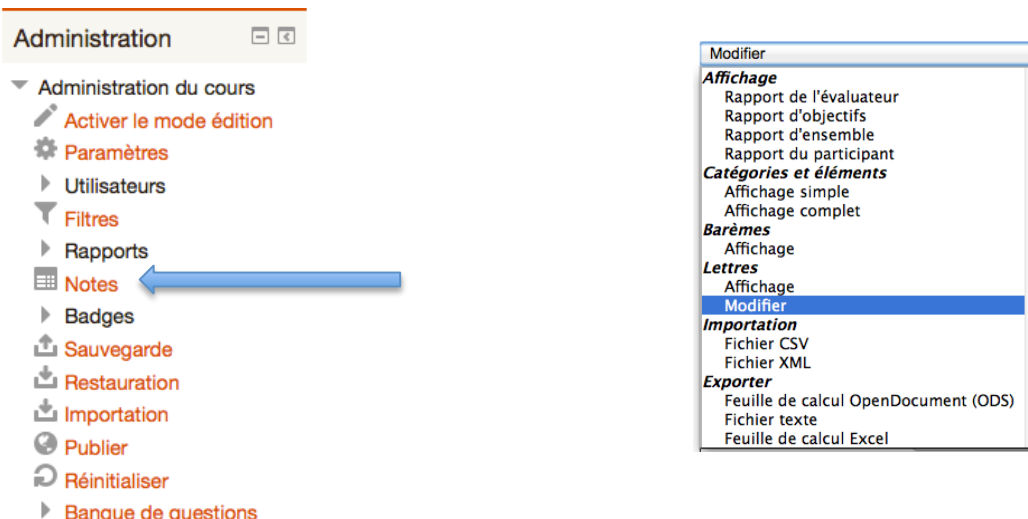 Administration
Administration du cours
Activer le mode édition
Paramètres
Utilisateurs
Filtres
Rapports
Notes
Badges
Sauvegarde
Restauration
Importation
Publier
Réinitialiser
Banque de questions
Modifier
Affichage
Rapport de l'évaluateur
Rapport d'objectifs
Rapport d'ensemble
Rapport du participant
Catégories et éléments
Affichage simple
Affichage complet
Barèmes
Affichage
Lettres
Affichage
Modifier
Importation
Fichier CSV
Fichier XML
Exporter
Feuille de calcul OpenDocument (ODS)
Fichier texte
Feuille de calcul Excel